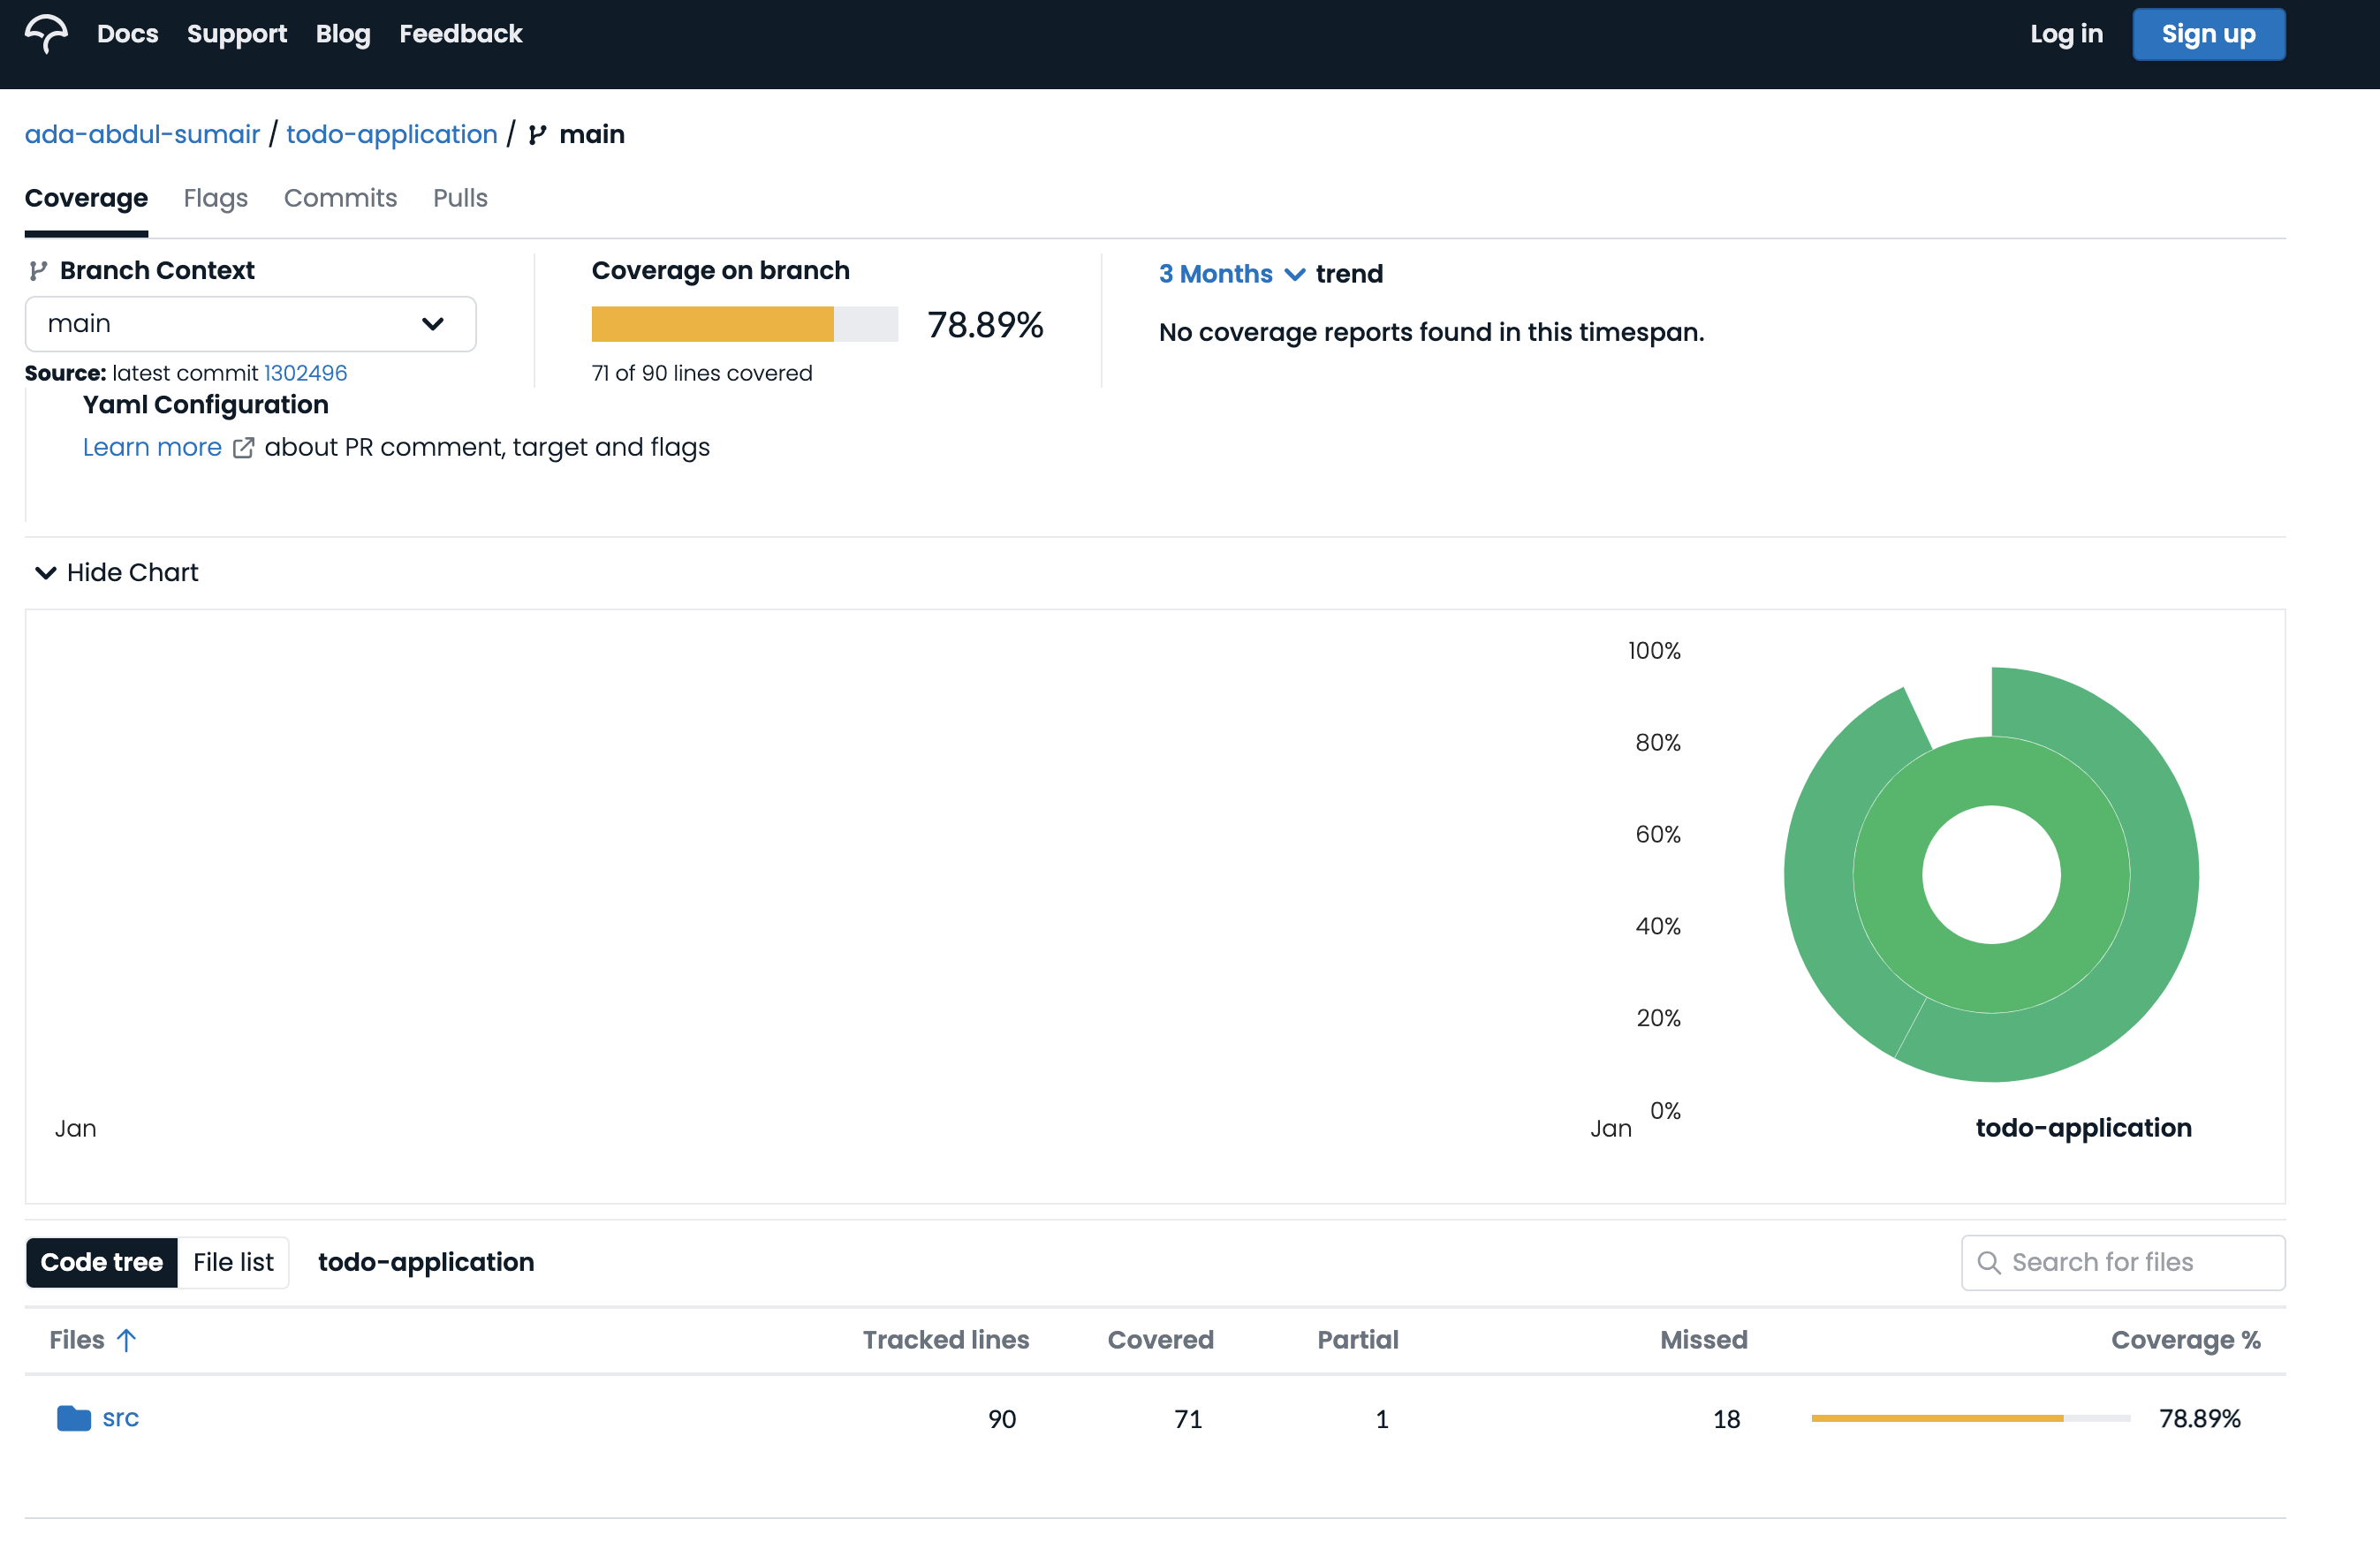 Docs Support Blog Feedback Log in Sign up
ada-abdul-sumair / todo-application / main
Coverage Flags Commits Pulls
Branch Context
main
Source: latest commit 1302496
Coverage on branch
78.89%
71 of 90 lines covered
3 Months trend
No coverage reports found in this timespan.
Yaml Configuration
Learn more about PR comment, target and flags
Hide Chart
100%
80%
60%
40%
20%
0%
Jan Jan
todo-application
Code tree File list todo-application Search for files
Files Tracked lines Covered Partial Missed Coverage %
src 90 71 1 18 78.89%